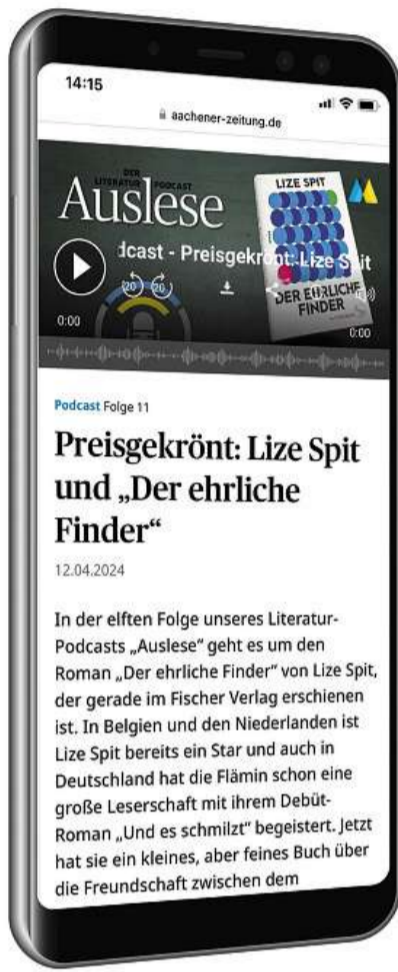 14:15
aachener-zeitung.de
DER
LITERATUR PODCAST
Auslese
LIZE SPIT
dcast - Preisgekrönt: Lize Spit
20 20
DER EHRLICHE
FINDER
0:00
0:00
Podcast Folge 11
Preisgekrönt: Lize Spit
und „Der ehrliche
Finder“
12.04.2024
In der elften Folge unseres Literatur-
Podcasts „Auslese“ geht es um den
Roman „Der ehrliche Finder“ von Lize Spit,
der gerade im Fischer Verlag erschienen
ist. In Belgien und den Niederlanden ist
Lize Spit bereits ein Star und auch in
Deutschland hat die Flämin schon eine
große Leserschaft mit ihrem Debüt-
Roman „Und es schmilzt“ begeistert. Jetzt
hat sie ein kleines, aber feines Buch über
die Freundschaft zwischen dem